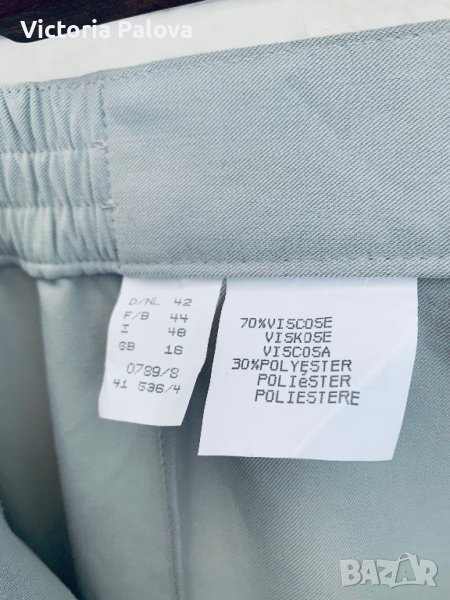 Victoria Palova
D/NL 42
F/B 44
I 48
GB 16
0789/8
41 536/4
70%VISCOSE
VISKOSE
VISCOSA
30%POLYESTER
POLIéSTER
POLIESTERE
BAZAR